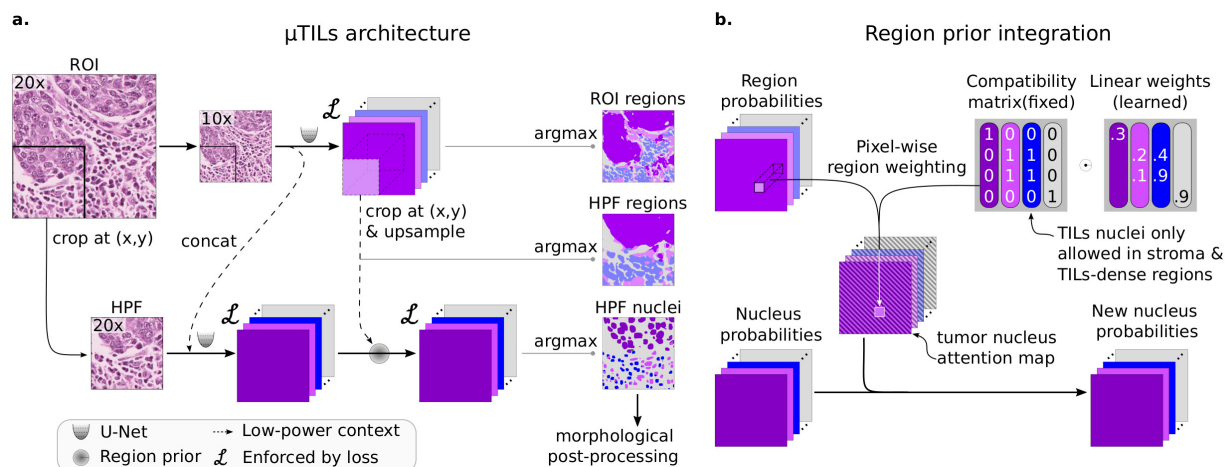 a.
μTILs architecture
ROI
20x
10x
ℒ
argmax
ROI regions
crop at (x,y)
concat
crop at (x,y)
& upsample
argmax
HPF regions
HPF
20x
ℒ
ℒ
argmax
HPF nuclei
U-Net
Low-power context
Region prior
ℒ Enforced by loss
morphological
post-processing
b.
Region prior integration
Region
probabilities
Pixel-wise
region weighting
Compatibility
matrix(fixed)
1 0 0 0
0 1 1 0
0 1 1 0
0 0 0 1
Linear weights
(learned)
.3
.2 .4
.1 .9
.9
TILs nuclei only
allowed in stroma &
TILs-dense regions
Nucleus
probabilities
tumor nucleus
attention map
New nucleus
probabilities